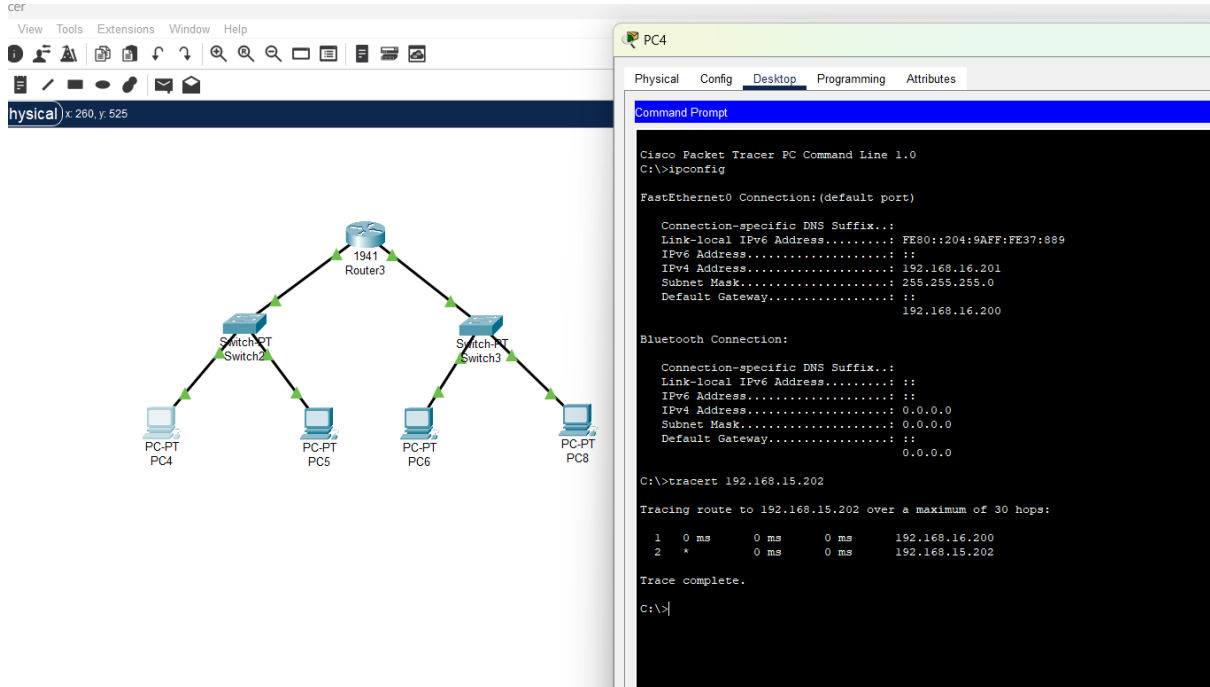 cer
View Tools Extensions Window Help
hysical x: 260, y: 525
1941
Router3
Switch-PT
Switch2
Switch-PT
Switch3
PC-PT
PC4
PC-PT
PC5
PC-PT
PC6
PC-PT
PC8
PC4
Physical Config Desktop Programming Attributes
Command Prompt
Cisco Packet Tracer PC Command Line 1.0
C:\>ipconfig
FastEthernet0 Connection:(default port)
Connection-specific DNS Suffix..:
Link-local IPv6 Address.........: FE80::204:9AFF:FE37:889
IPv6 Address....................: ::
IPv4 Address....................: 192.168.16.201
Subnet Mask.....................: 255.255.255.0
Default Gateway.................: ::
192.168.16.200
Bluetooth Connection:
Connection-specific DNS Suffix..:
Link-local IPv6 Address.........: ::
IPv6 Address....................: ::
IPv4 Address....................: 0.0.0.0
Subnet Mask.....................: 0.0.0.0
Default Gateway.................: ::
0.0.0.0
C:\>tracert 192.168.15.202
Tracing route to 192.168.15.202 over a maximum of 30 hops:
1 0 ms 0 ms 0 ms 192.168.16.200
2 * 0 ms 0 ms 192.168.15.202
Trace complete.
C:\>